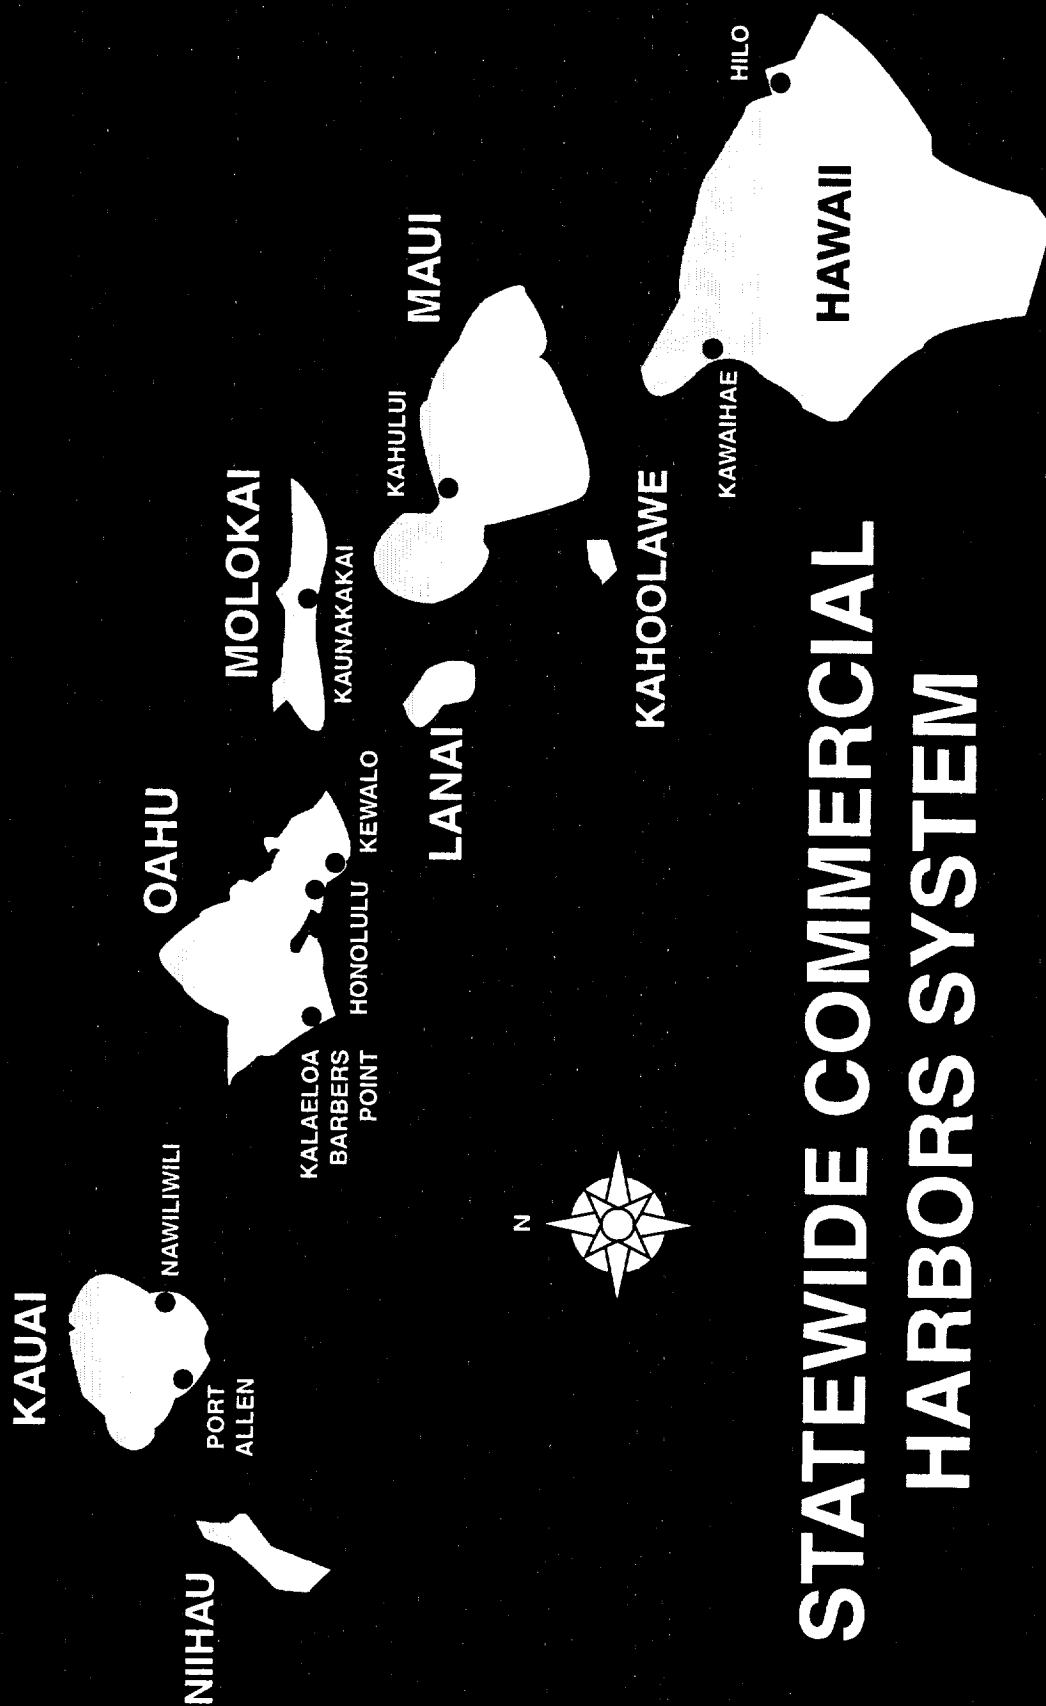 KAUAI
NIIHAU
NAWILIWILI
PORT
ALLEN
OAHU
KALAELOA
BARBERS
POINT
HONOLULU
KEWALO
MOLOKAI
KAUNAKAKAI
LANAI
MAUI
KAHULUI
KAHOOLAWE
HILO
HAWAII
KAWAIHAE
N
STATEWIDE COMMERCIAL
HARBORS SYSTEM